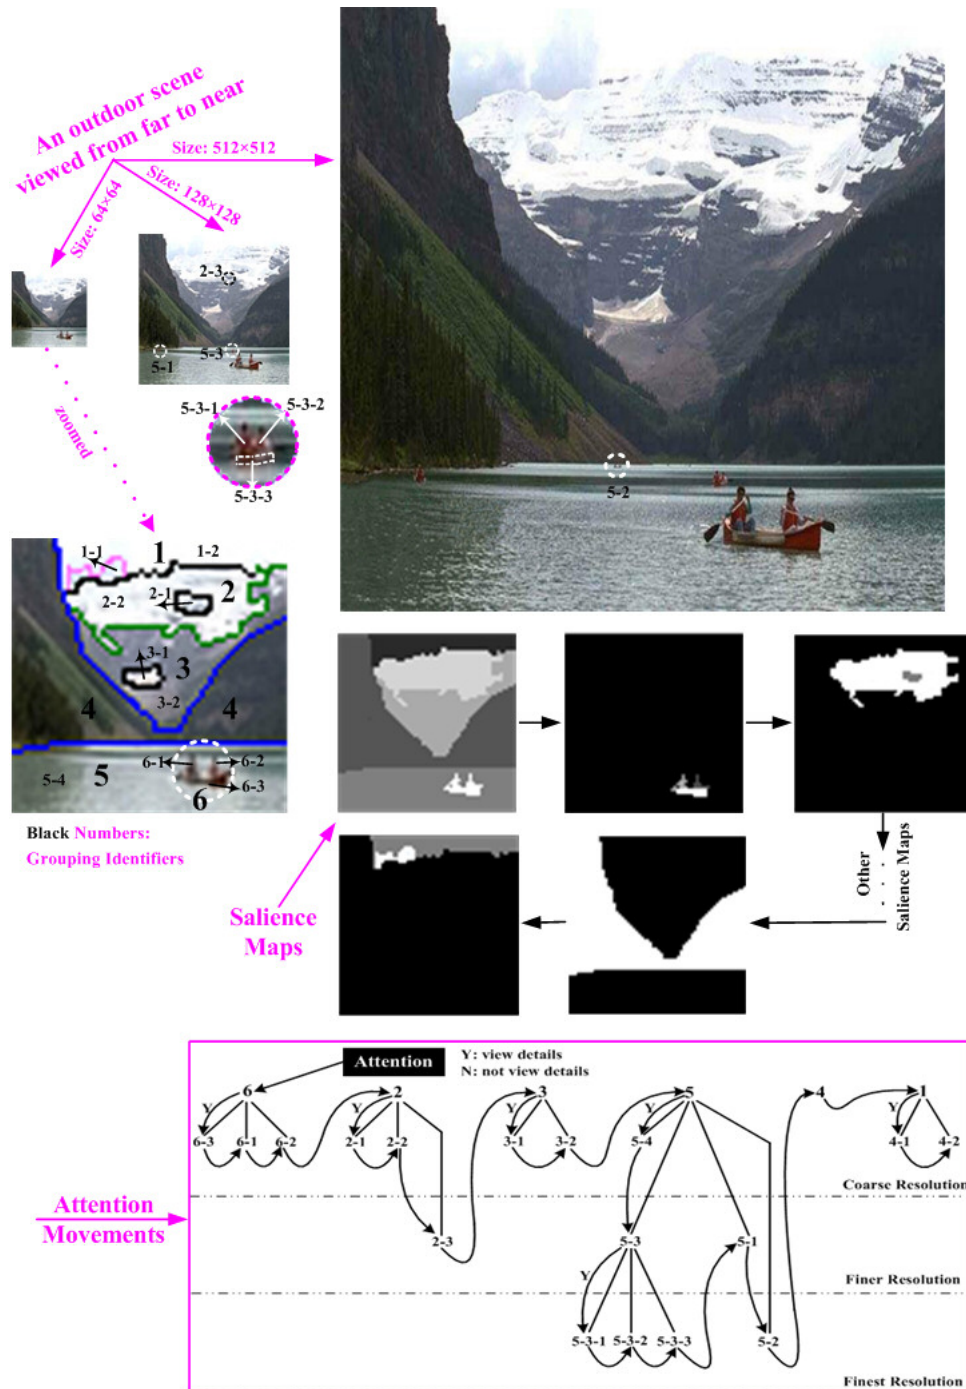 An outdoor scene
viewed from far to near
Size: 512×512
Size: 128×128
Size: 64×64
2-3
5-1
5-3
zoomed
5-3-1
5-3-2
5-3-3
5-2
1-1
1
1-2
2-2
2-1
2
3-1
3
3-2
4
4
5-4
5
6-1
6-2
6-3
6
Black Numbers:
Grouping Identifiers
Salience
Maps
Other
Salience Maps
Attention
Y: view details
N: not view details
6
2
3
5
4
1
Y
Y
Y
Y
Y
6-3
6-1
6-2
2-1
2-2
3-1
3-2
5-4
4-1
4-2
Coarse Resolution
Attention
Movements
2-3
5-3
5-1
Y
Finer Resolution
5-3-1
5-3-2
5-3-3
5-2
Finest Resolution